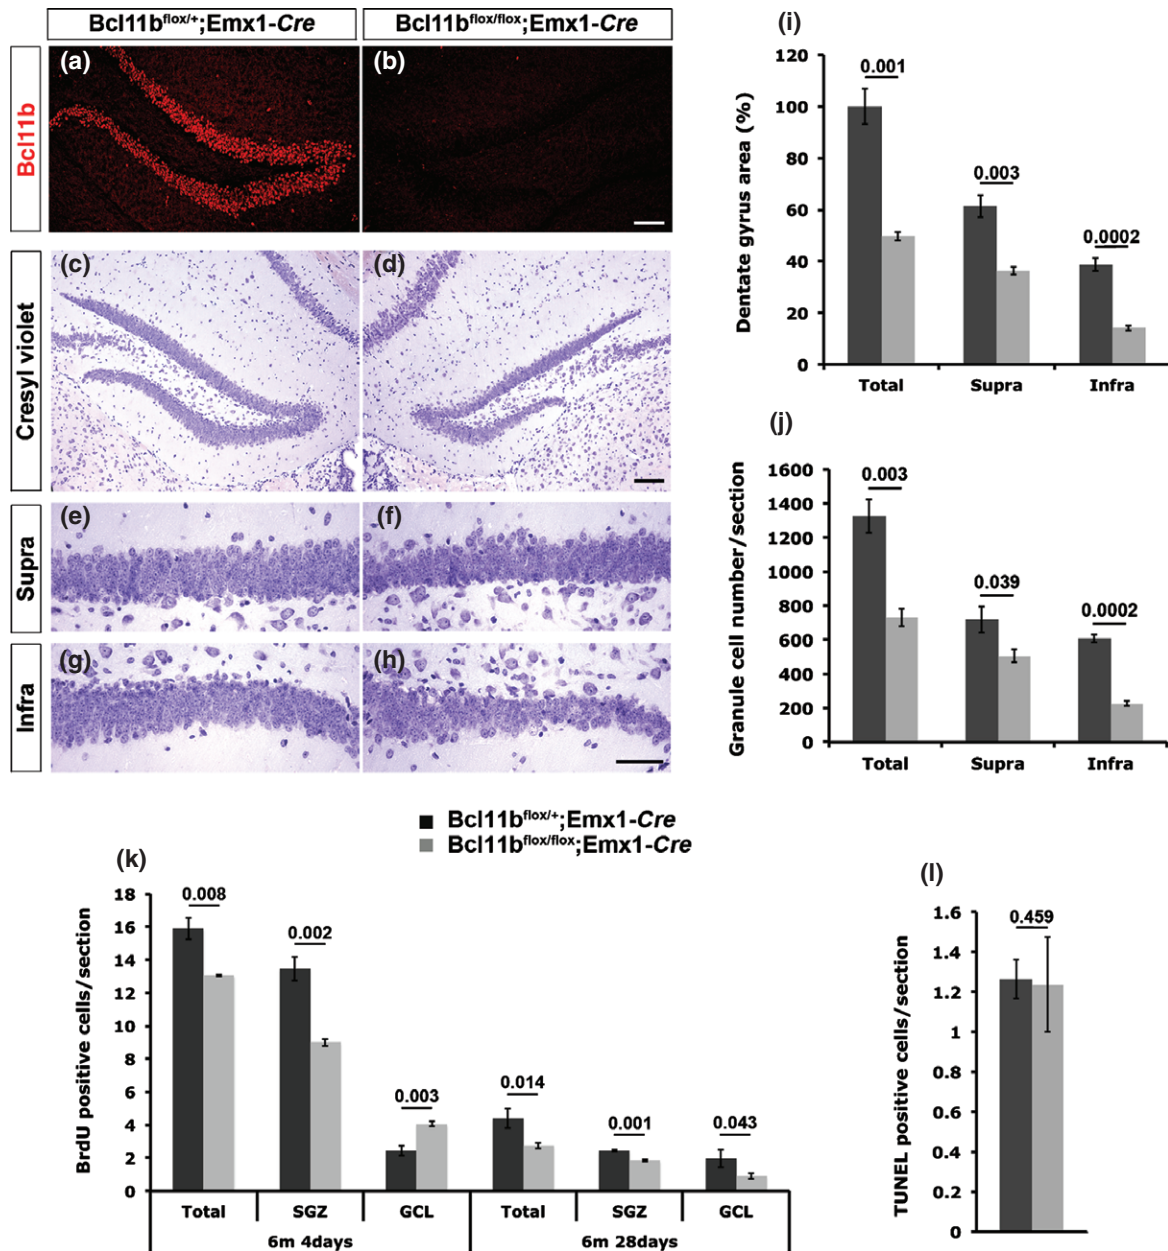 Bcl11bflox/+;Emx1-Cre
Bcl11bflox/flox;Emx1-Cre
Bcl11b
(a)
(b)
Cresyl violet
(c)
(d)
Supra
(e)
(f)
Infra
(g)
(h)
(i)
Dentate gyrus area (%)
120
100
80
60
40
20
0
0.001
0.003
0.0002
Total Supra Infra
(j)
Granule cell number/section
1600
1400
1200
1000
800
600
400
200
0
0.003
0.039
0.0002
Total Supra Infra
Bcl11bflox/+;Emx1-Cre
Bcl11bflox/flox;Emx1-Cre
(k)
BrdU positive cells/section
18
16
14
12
10
8
6
4
2
0
0.008
0.002
0.003
0.014
0.001
0.043
Total SGZ GCL Total SGZ GCL
6m 4days 6m 28days
(l)
TUNEL positive cells/section
1.6
1.4
1.2
1
0.8
0.6
0.4
0.2
0
0.459